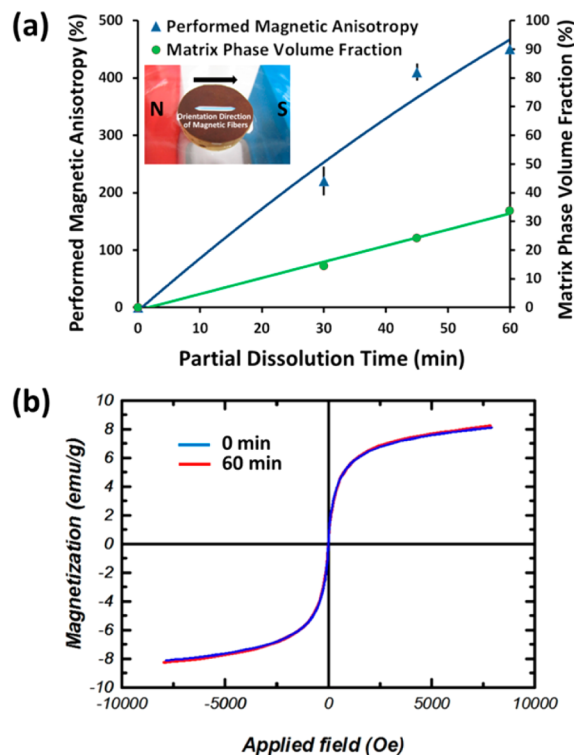 (a)
Performed Magnetic Anisotropy
Matrix Phase Volume Fraction
Performed Magnetic Anisotropy (%)
500
400
300
200
100
0
N
S
Orientation Direction
of Magnetic Fibers
100
90
80
70
60
50
40
30
20
10
0
Matrix Phase Volume Fraction (%)
0 10 20 30 40 50 60
Partial Dissolution Time (min)
(b)
Magnetization (emu/g)
10
8
6
4
2
0
-2
-4
-6
-8
-10
0 min
60 min
-10000 -5000 0 5000 10000
Applied field (Oe)